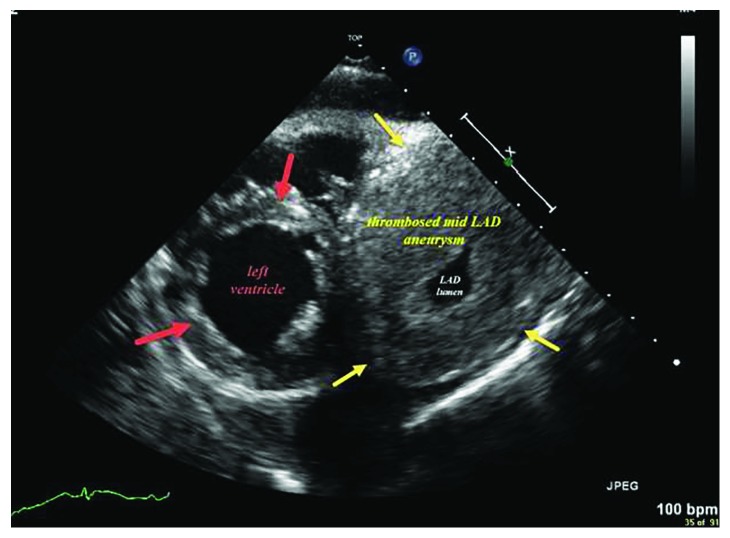 TOP
P
X
thrombosed mid LAD
aneurysm
left
ventricle
LAD
lumen
JPEG
100 bpm
35 of 91